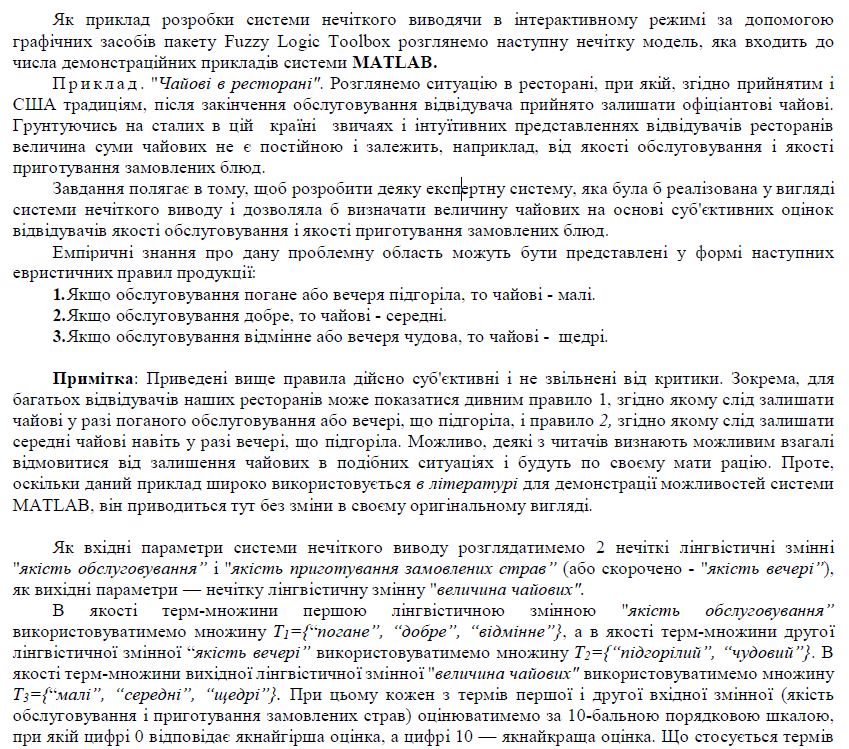 Як приклад розробки системи нечіткого виводячи в інтерактивному режимі за допомогою
графічних засобів пакету Fuzzy Logic Toolbox розглянемо наступну нечітку модель, яка входить до
числа демонстраційних прикладів системи MATLAB.
Приклад. "Чайові в ресторані". Розглянемо ситуацію в ресторані, при якій, згідно прийнятим і
США традиціям, після закінчення обслуговування відвідувача прийнято залишати офіціантові чайові.
Грунтуючись на сталих в цій країні звичаях і інтуїтивних представленнях відвідувачів ресторанів
величина суми чайових не є постійною і залежить, наприклад, від якості обслуговування і якості
приготування замовлених блюд.
Завдання полягає в тому, щоб розробити деяку експертну систему, яка була б реалізована у вигляді
системи нечіткого виводу і дозволяла б визначати величину чайових на основі суб'єктивних оцінок
відвідувачів якості обслуговування і якості приготування замовлених блюд.
Емпіричні знання про дану проблемну область можуть бути представлені у формі наступних
евристичних правил продукції:
1.Якщо обслуговування погане або вечеря підгоріла, то чайові - малі.
2.Якщо обслуговування добре, то чайові - середні.
3.Якщо обслуговування відмінне або вечеря чудова, то чайові - щедрі.
Примітка: Приведені вище правила дійсно суб'єктивні і не звільнені від критики. Зокрема, для
багатьох відвідувачів наших ресторанів може показатися дивним правило 1, згідно якому слід залишати
чайові у разі поганого обслуговування або вечері, що підгоріла, і правило 2, згідно якому слід залишати
середні чайові навіть у разі вечері, що підгоріла. Можливо, деякі з читачів визнають можливим взагалі
відмовитися від залишення чайових в подібних ситуаціях і будуть по своєму мати рацію. Проте,
оскільки даний приклад широко використовується в літературі для демонстрації можливостей системи
MATLAB, він приводиться тут без зміни в своєму оригінальному вигляді.
Як вхідні параметри системи нечіткого виводу розглядатимемо 2 нечіткі лінгвістичні змінні
"якість обслуговування” і "якість приготування замовлених страв” (або скорочено - "якість вечері”),
як вихідні параметри — нечітку лінгвістичну змінну "величина чайових".
В якості терм-множини першою лінгвістичною змінною "якість обслуговування”
використовуватимемо множину T1={“погане”, “добре”, “відмінне”}, а в якості терм-множини другої
лінгвістичної змінної “якість вечері” використовуватимемо множину T2={“підгорілий”, “чудовий”}. В
якості терм-множини вихідної лінгвістичної змінної "величина чайових" використовуватимемо множину
T3={“малі”, “середні”, “щедрі”}. При цьому кожен з термів першої і другої вхідної змінної (якість
обслуговування і приготування замовлених страв) оцінюватимемо за 10-бальною порядковою шкалою,
при якій цифрі 0 відповідає якнайгірша оцінка, а цифрі 10 — якнайкраща оцінка. Що стосується термів